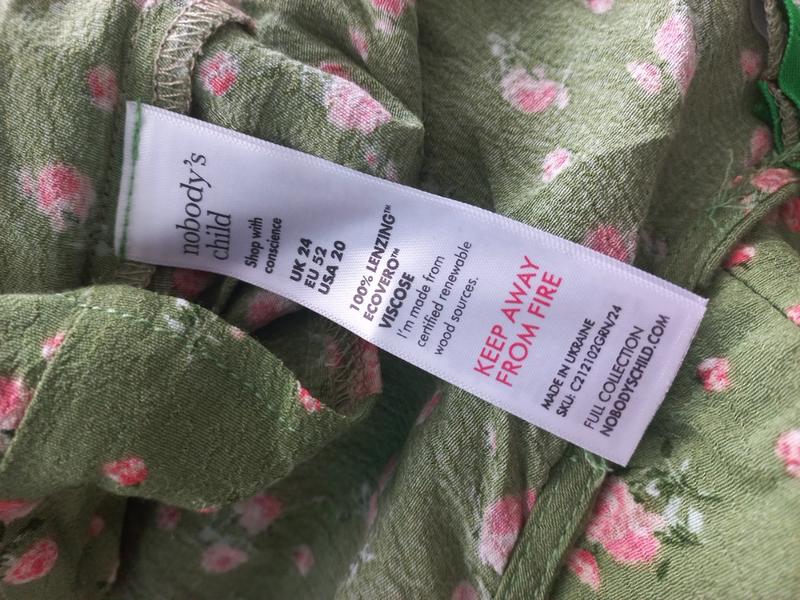 nobody's
child
Shop with
conscience
UK 24
EU 52
USA 20
100% LENZING™
ECOVERO™
VISCOSE
I'm made from
certified renewable
wood sources.
KEEP AWAY
FROM FIRE
MADE IN UKRAINE
SKU: C212102GRN/24
FULL COLLECTION
NOBODYSCHILD.COM